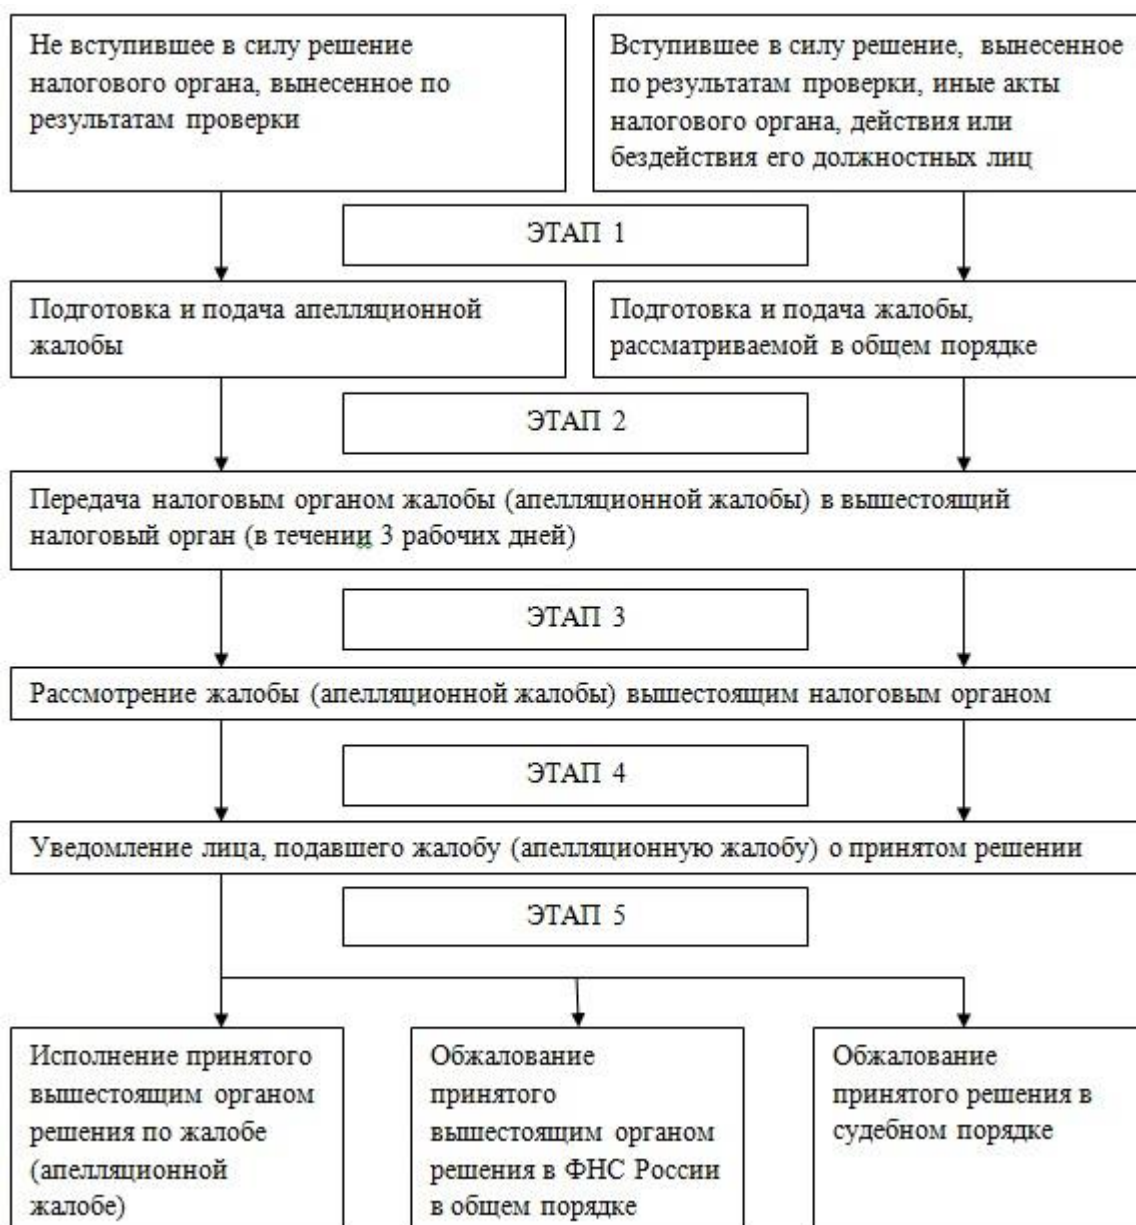 Не вступившее в силу решение
налогового органа, вынесенное по
результатам проверки
Вступившее в силу решение, вынесенное
по результатам проверки, иные акты
налогового органа, действия или
бездействия его должностных лиц
ЭТАП 1
Подготовка и подача апелляционной
жалобы
Подготовка и подача жалобы,
рассматриваемой в общем порядке
ЭТАП 2
Передача налоговым органом жалобы (апелляционной жалобы) в вышестоящий
налоговый орган (в течении 3 рабочих дней)
ЭТАП 3
Рассмотрение жалобы (апелляционной жалобы) вышестоящим налоговым органом
ЭТАП 4
Уведомление лица, подавшего жалобу (апелляционную жалобу) о принятом решении
ЭТАП 5
Исполнение принятого
вышестоящим органом
решения по жалобе
(апелляционной
жалобе)
Обжалование
принятого
вышестоящим органом
решения в ФНС России
в общем порядке
Обжалование
принятого решения в
судебном порядке